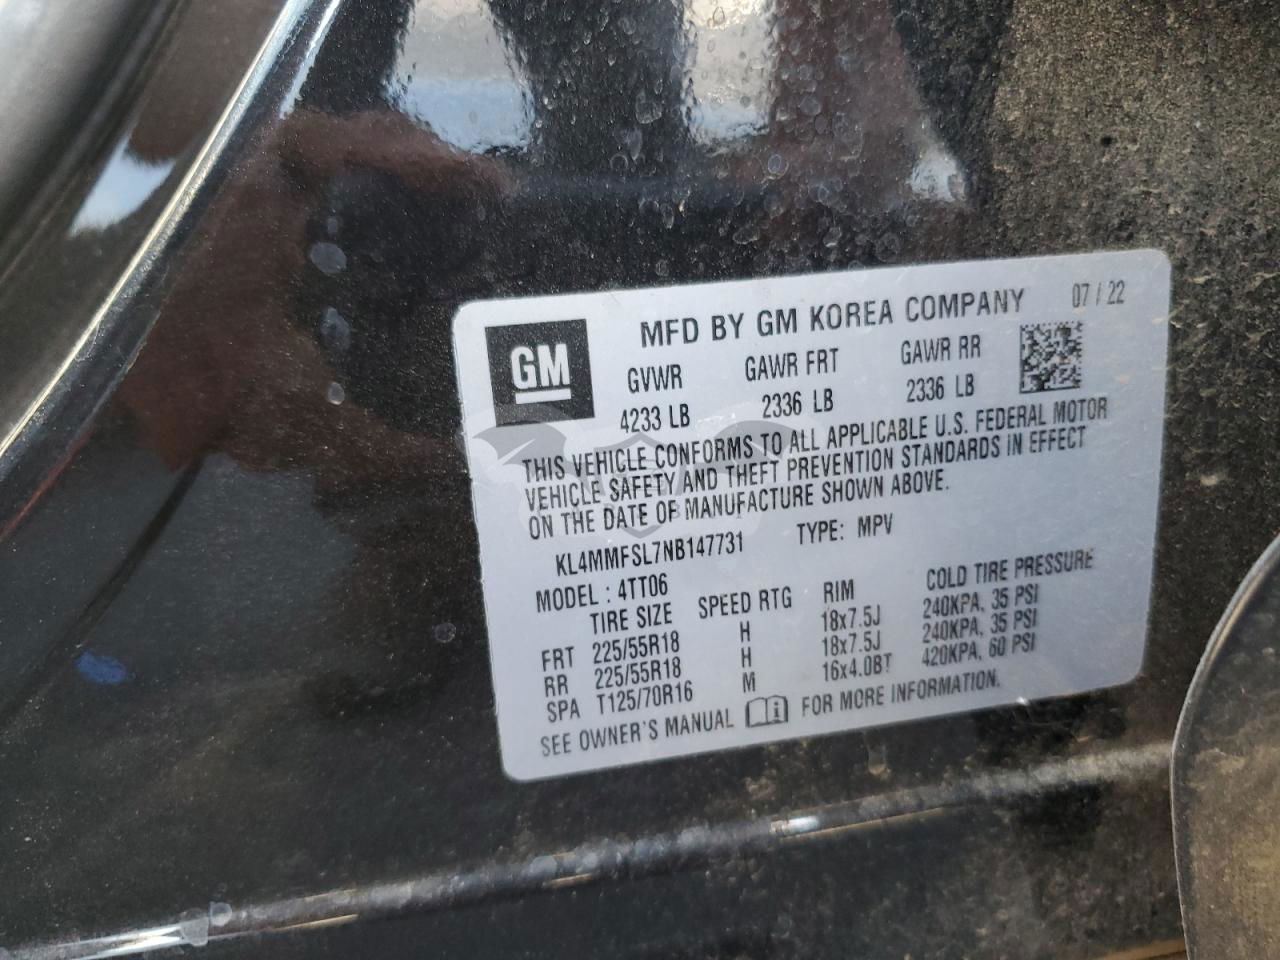 MFD BY GM KOREA COMPANY 07 / 22
GM
GVWR GAWR FRT GAWR RR
4233 LB 2336 LB 2336 LB
THIS VEHICLE CONFORMS TO ALL APPLICABLE U.S. FEDERAL MOTOR
VEHICLE SAFETY AND THEFT PREVENTION STANDARDS IN EFFECT
ON THE DATE OF MANUFACTURE SHOWN ABOVE.
KL4MMFSL7NB147731 TYPE: MPV
MODEL : 4TT06
TIRE SIZE SPEED RTG RIM COLD TIRE PRESSURE
FRT 225/55R18 H 18x7.5J 240KPA, 35 PSI
RR 225/55R18 H 18x7.5J 240KPA, 35 PSI
SPA T125/70R16 M 16x4.0BT 420KPA, 60 PSI
SEE OWNER'S MANUAL FOR MORE INFORMATION.